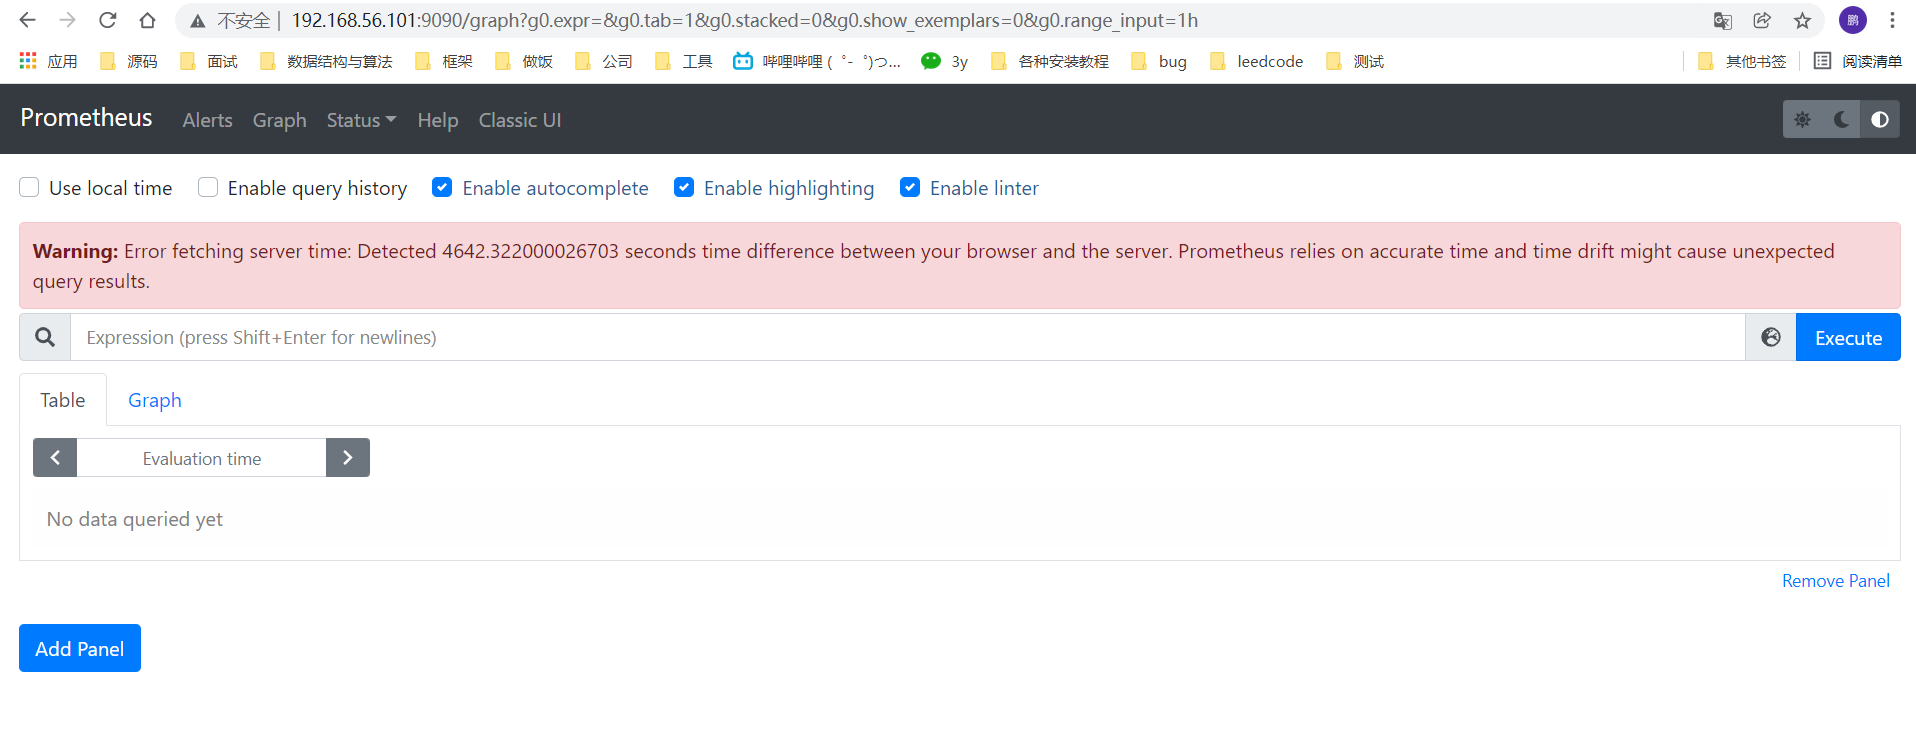 不安全 | 192.168.56.101:9090/graph?g0.expr=&g0.tab=1&g0.stacked=0&g0.show_exemplars=0&g0.range_input=1h 鹏
应用 源码 面试 数据结构与算法 框架 做饭 公司 工具 哔哩哔哩 (゜-゜)つ... 3y 各种安装教程 bug leedcode 测试 其他书签 阅读清单
Prometheus Alerts Graph Status Help Classic UI
Use local time Enable query history Enable autocomplete Enable highlighting Enable linter
Warning: Error fetching server time: Detected 4642.322000026703 seconds time difference between your browser and the server. Prometheus relies on accurate time and time drift might cause unexpected
query results.
Expression (press Shift+Enter for newlines) Execute
Table Graph
Evaluation time
No data queried yet
Remove Panel
Add Panel